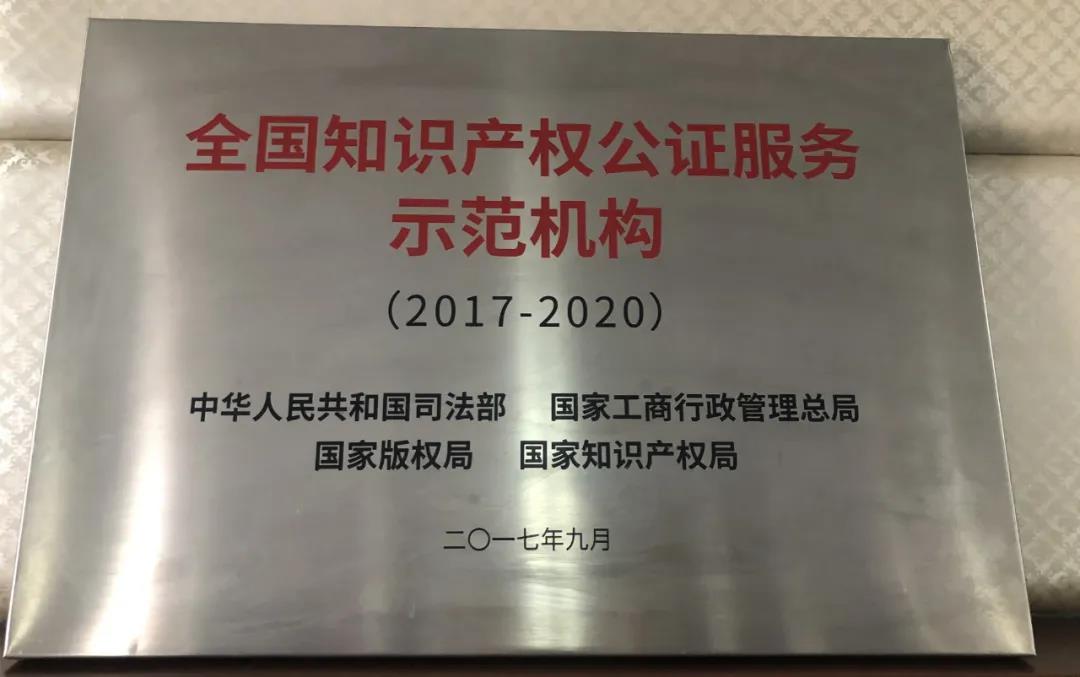 全国知识产权公证服务
示范机构
（2017-2020）
中华人民共和国司法部 国家工商行政管理总局
国家版权局 国家知识产权局
二〇一七年九月